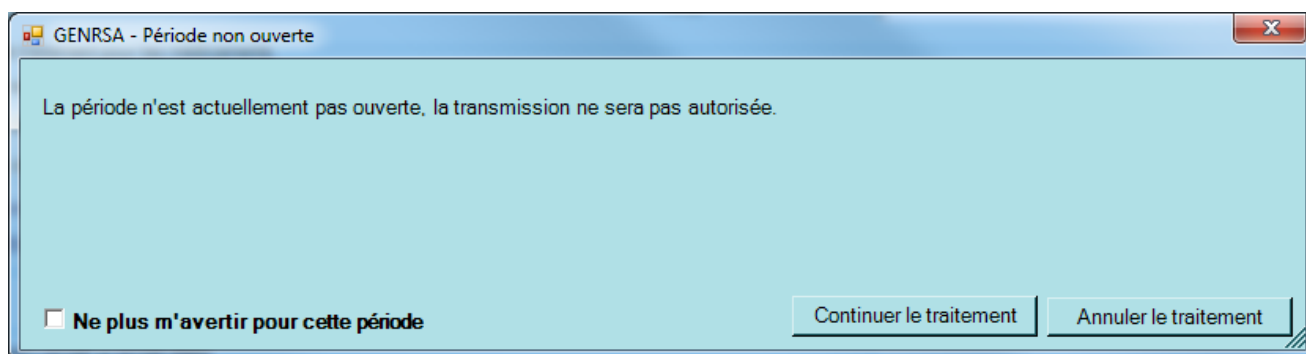 GENRSA - Période non ouverte
La période n'est actuellement pas ouverte, la transmission ne sera pas autorisée.
Ne plus m'avertir pour cette période
Continuer le traitement
Annuler le traitement